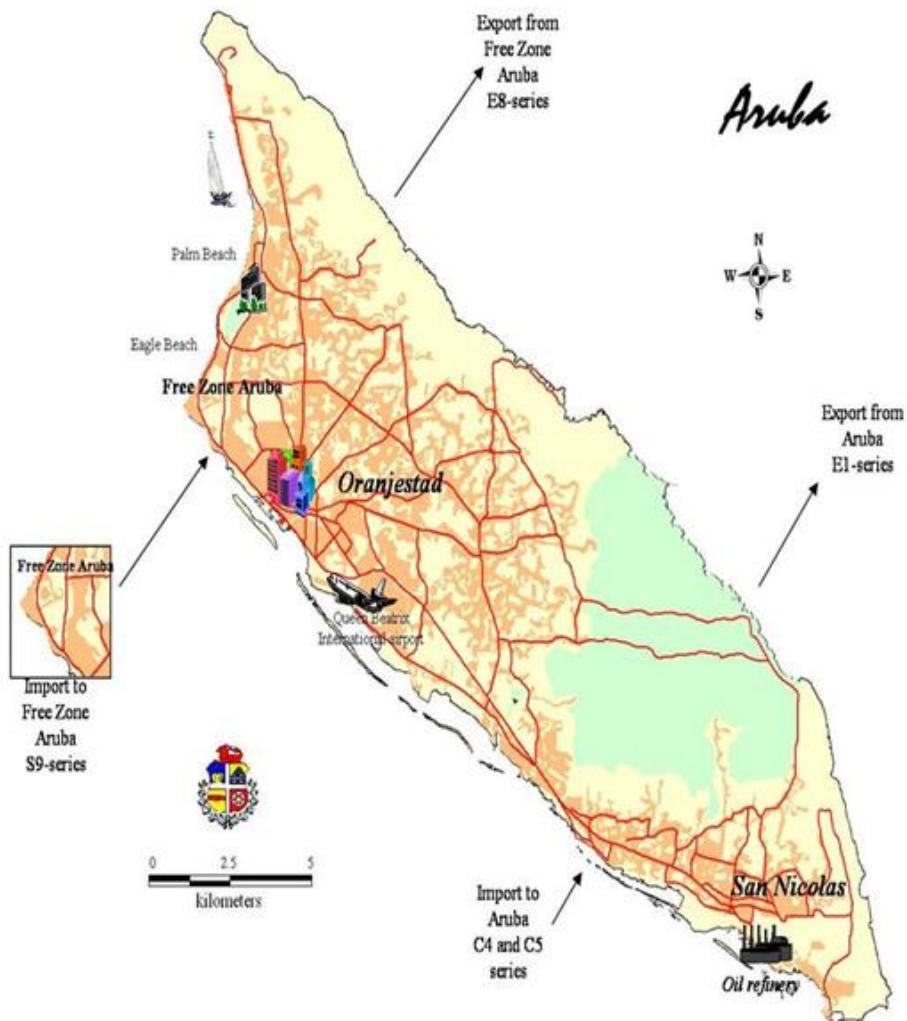 Export from
Free Zone
Aruba
E8-series
Aruba
N
W
E
S
Palm Beach
Eagle Beach
Free Zone Aruba
Export from
Aruba
E1-series
Oranjestad
Free Zone Aruba
Queen Beatrix
International airport
Import to
Free Zone
Aruba
S9-series
0 2.5 5
kilometers
Import to
Aruba
C4 and C5
series
San Nicolas
Oil refinery